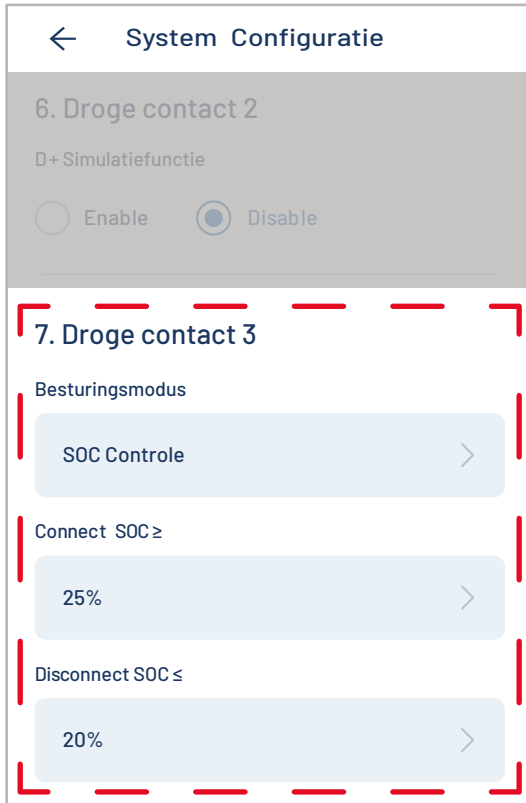 System Configuratie
6. Droge contact 2
D+ Simulatiefunctie
Enable Disable
7. Droge contact 3
Besturingsmodus
SOC Controle
Connect SOC ≥
25%
Disconnect SOC ≤
20%